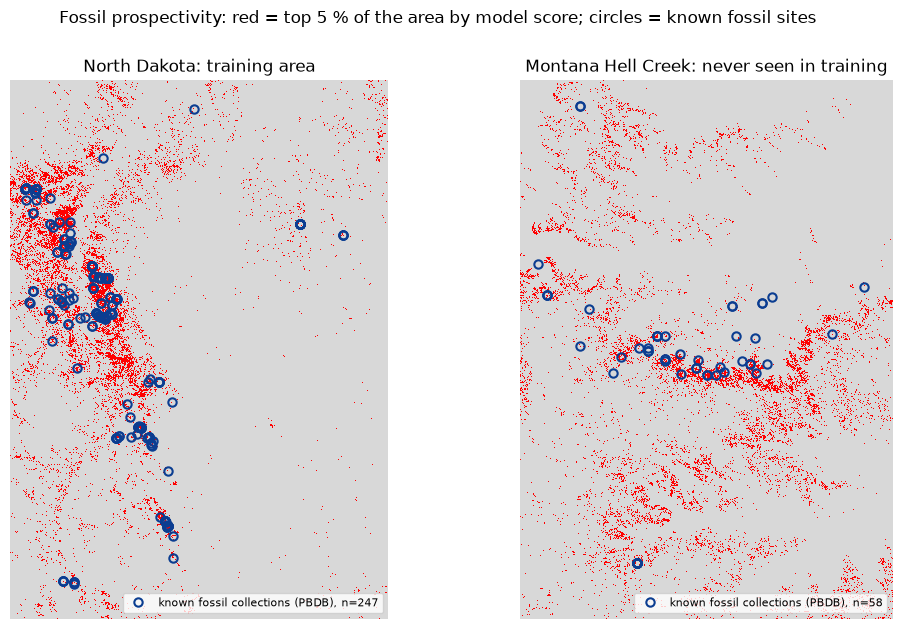 Fossil prospectivity: red = top 5 % of the area by model score; circles = known fossil sites
North Dakota: training area
Montana Hell Creek: never seen in training
known fossil collections (PBDB), n=247
known fossil collections (PBDB), n=58